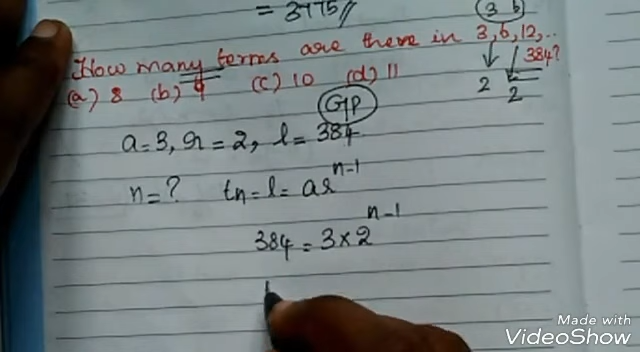 = 3775//
3 6
How many terms are there in 3, 6, 12, ..
384?
(a) 8 (b) 9 (c) 10 (d) 11
2 2
GP
a=3, r=2, l=384
n=? tn=l=ar^n-1
384 = 3×2^n-1
Made with
VideoShow